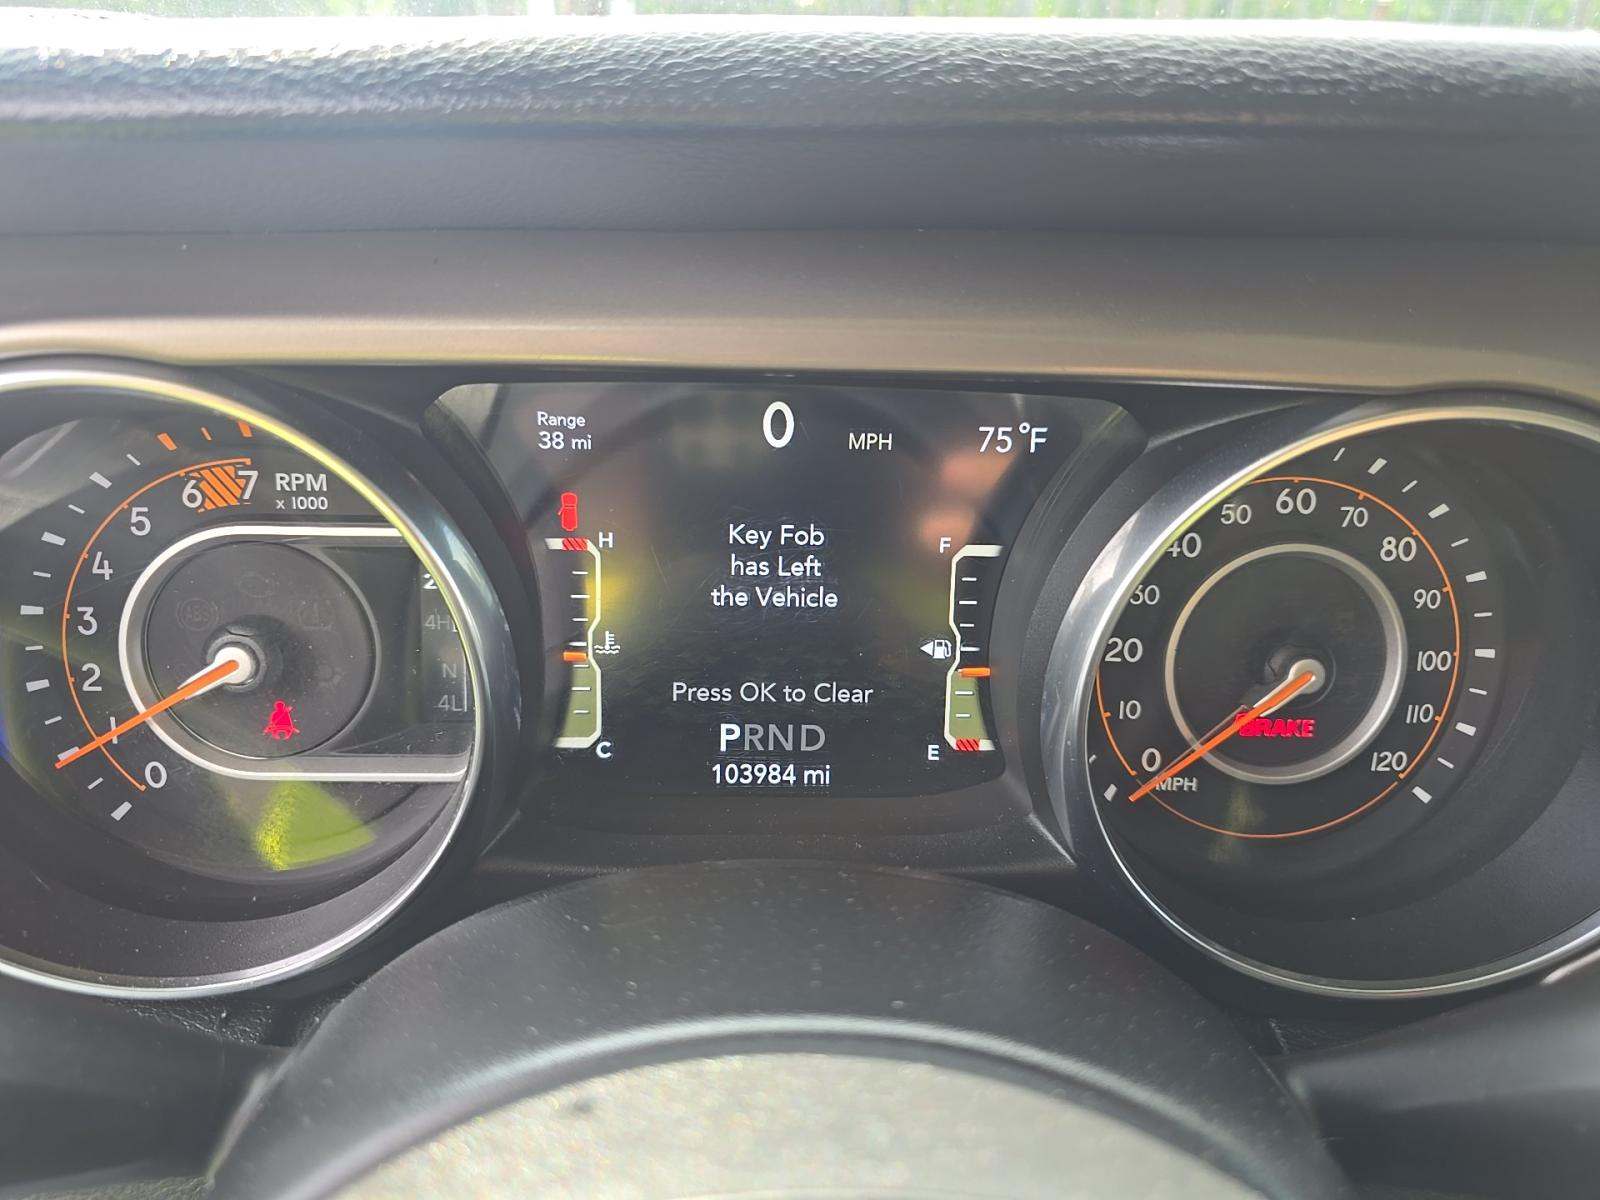 Range
38 mi
0
MPH
75°F
6 7
RPM
x 1000
5
4
3
2
1
0
ABS
2
4H
N
4L
H
C
Key Fob
has Left
the Vehicle
Press OK to Clear
PRND
103984 mi
F
E
0
10
20
30
40
50
60
70
80
90
100
110
120
MPH
BRAKE